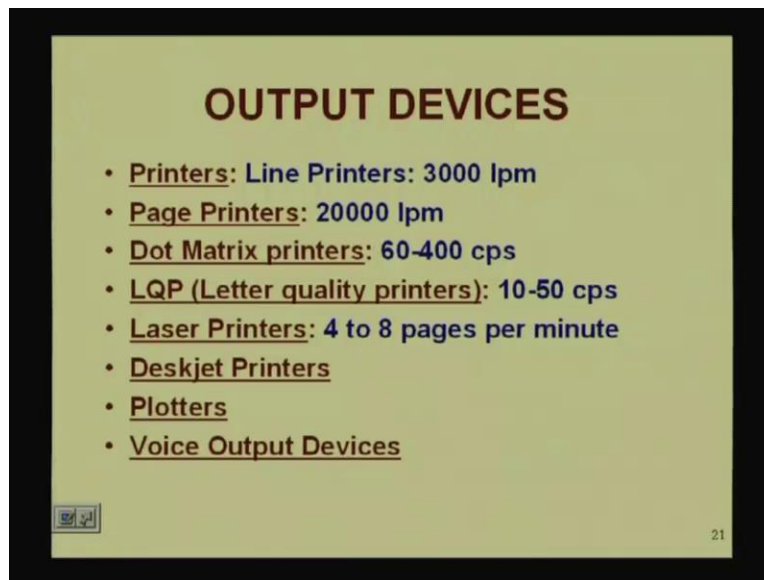 OUTPUT DEVICES
• Printers: Line Printers: 3000 lpm
• Page Printers: 20000 lpm
• Dot Matrix printers: 60-400 cps
• LQP (Letter quality printers): 10-50 cps
• Laser Printers: 4 to 8 pages per minute
• Deskjet Printers
• Plotters
• Voice Output Devices
21